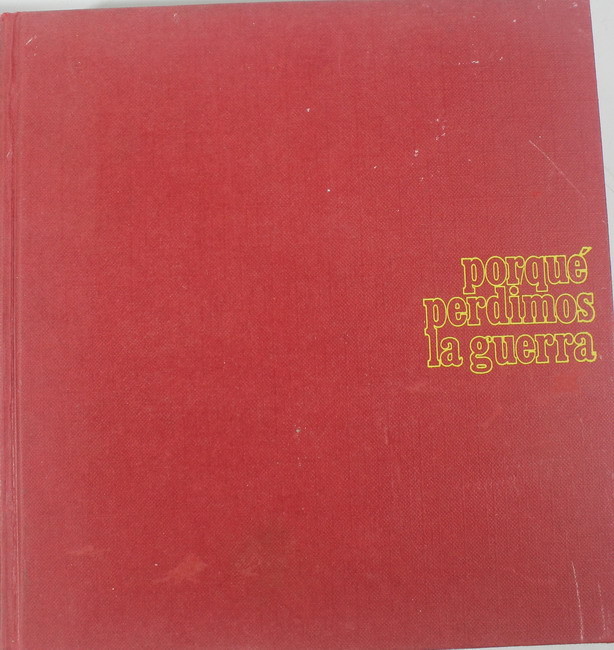 porqué
perdimos
la guerra